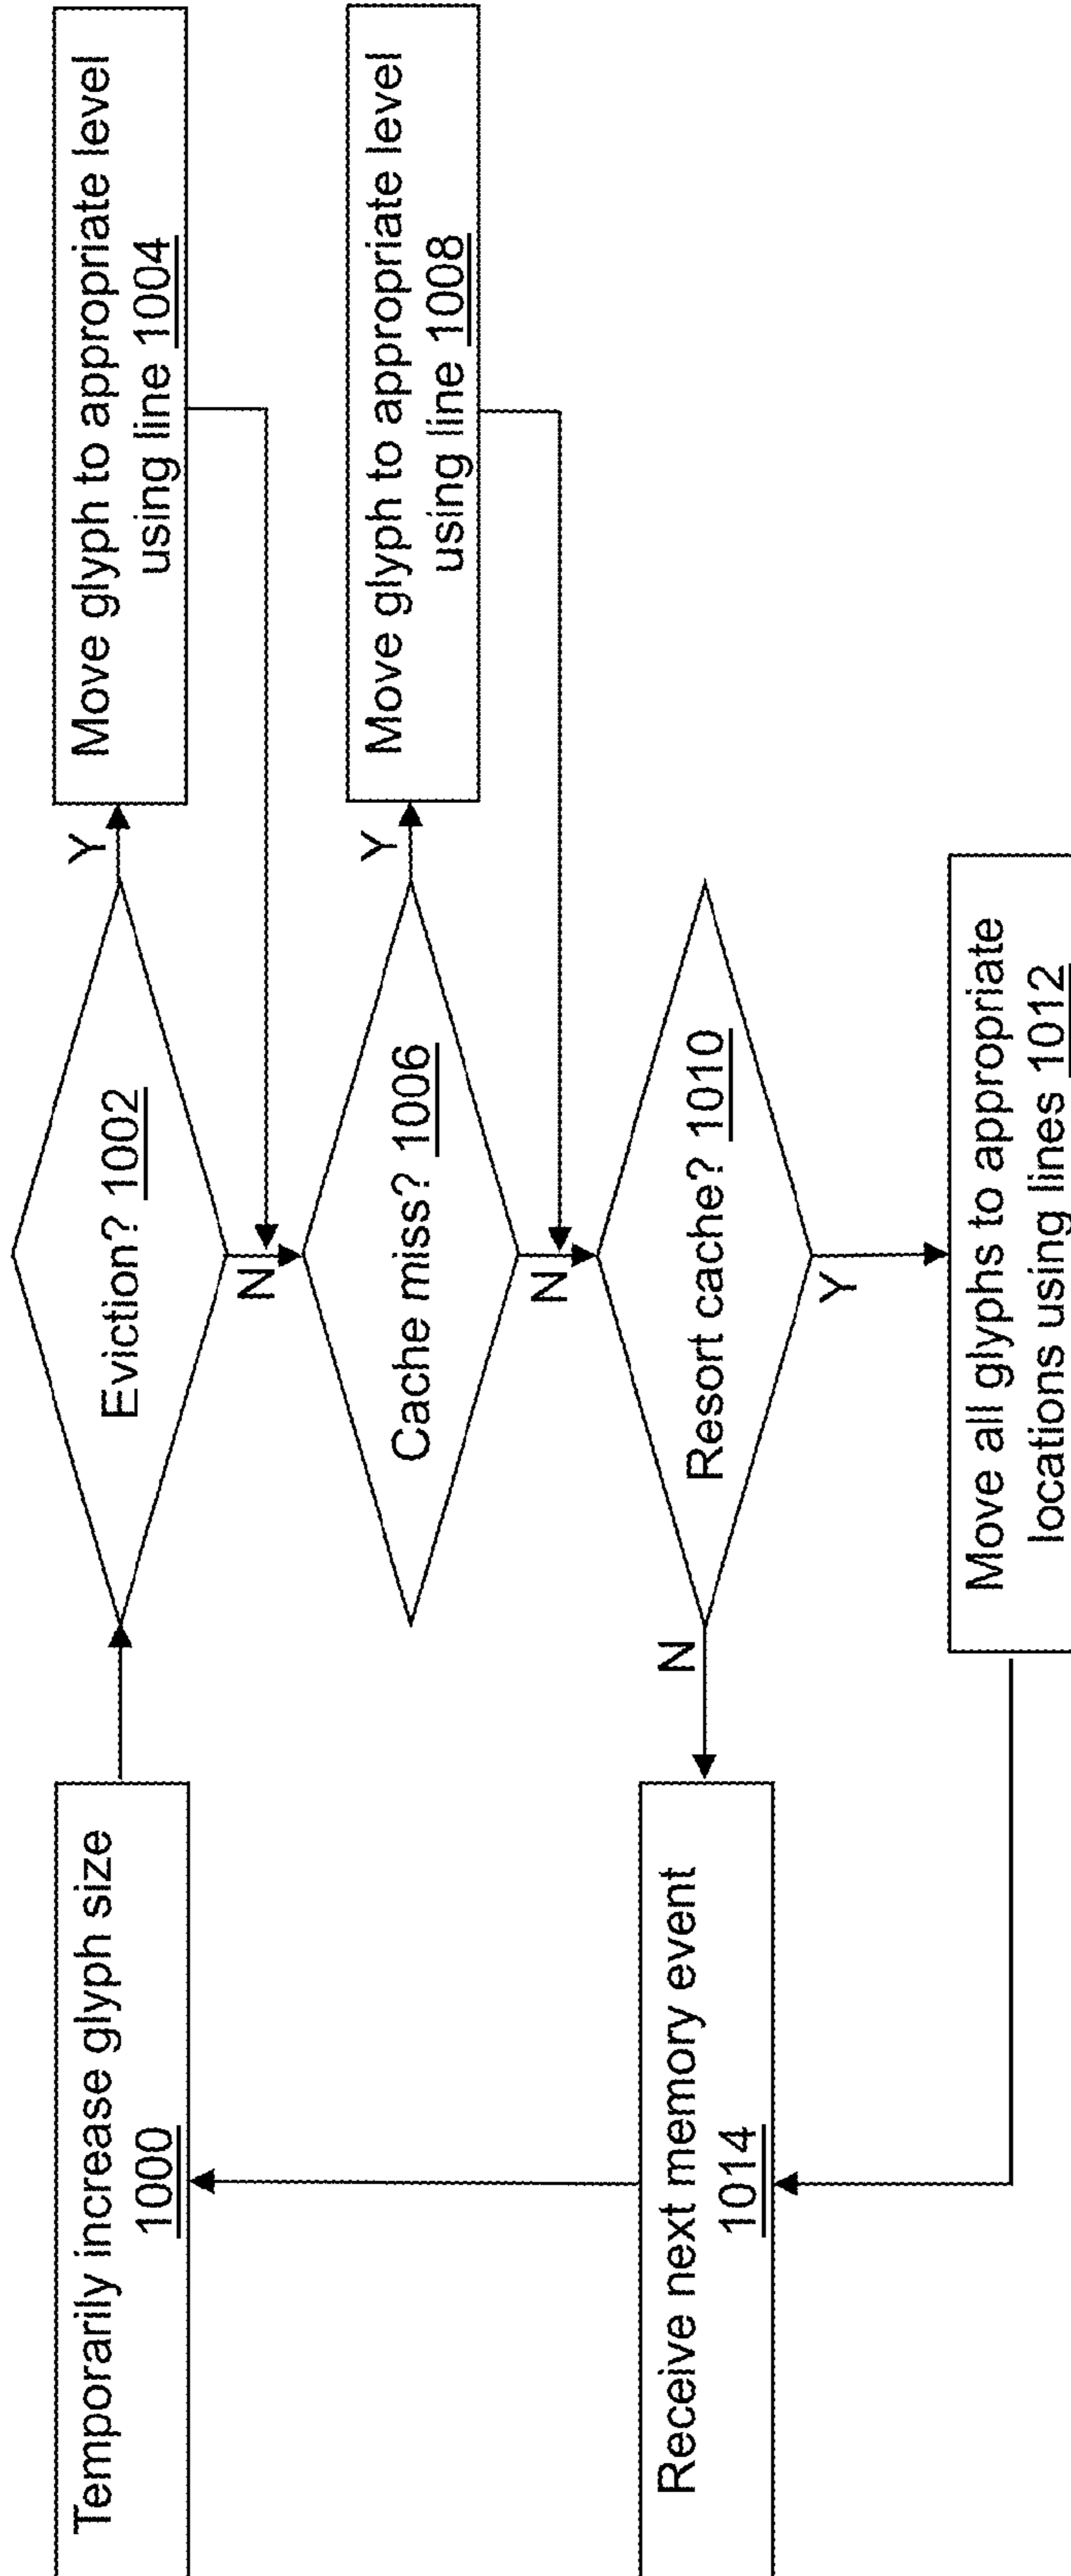 Temporarily increase glyph size
1000
Eviction? 1002
Y
Move glyph to appropriate level
using line 1004
N
Cache miss? 1006
Y
Move glyph to appropriate level
using line 1008
N
Receive next memory event
1014
N
Resort cache? 1010
Y
Move all glyphs to appropriate
locations using lines 1012